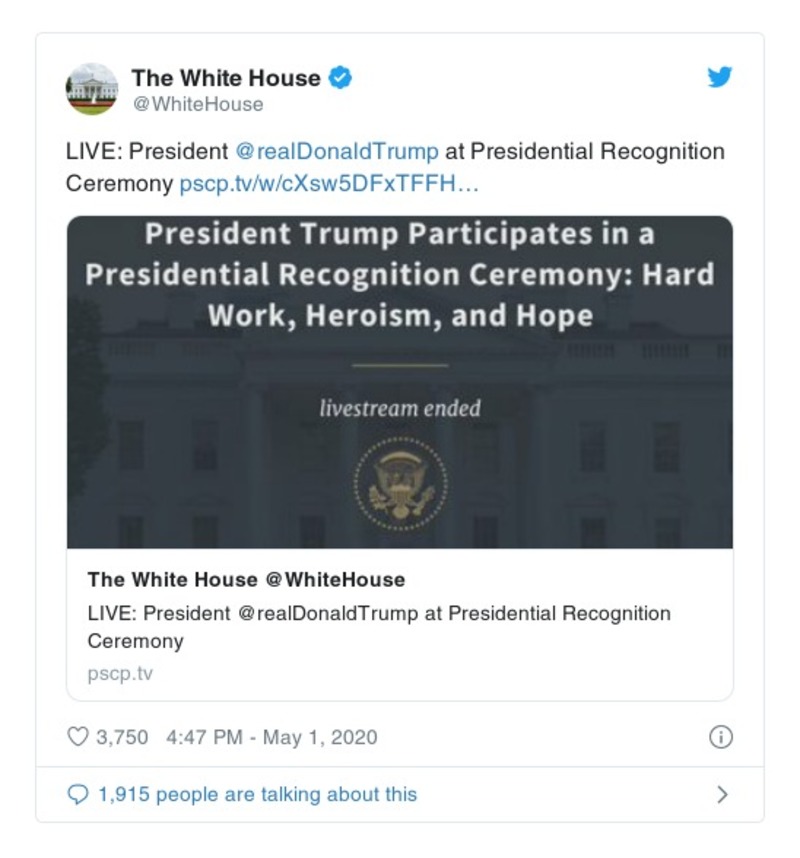 The White House
@WhiteHouse
LIVE: President @realDonaldTrump at Presidential Recognition
Ceremony pscp.tv/w/cXsw5DFxTFFH…
President Trump Participates in a
Presidential Recognition Ceremony: Hard
Work, Heroism, and Hope
livestream ended
The White House @WhiteHouse
LIVE: President @realDonaldTrump at Presidential Recognition
Ceremony
pscp.tv
3,750 4:47 PM - May 1, 2020
1,915 people are talking about this